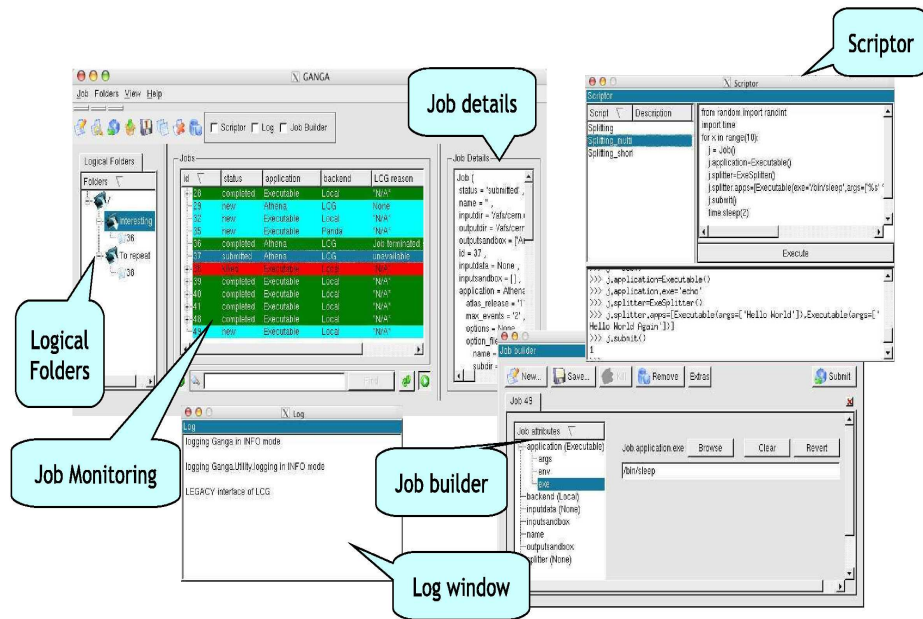 Scriptor
Job details
X GANGA
Job Folders View Help
Scriptor Log Job Builder
Logical Folders
Folders
/
Interesting
36
To repeat
38
Jobs
id status application backend LCG reason
28 completed Executable Local "N/A"
29 new Athena LCG None
32 new Executable Local "N/A"
35 new Panda "N/A"
36 completed Athena LCG Job terminated
37 submitted Athena LCG unavailable
Executable Local "N/A"
39 completed Executable Local "N/A"
40 completed Executable Local "N/A"
41 completed Executable Local "N/A"
48 completed Executable Local "N/A"
49 new Executable Local "N/A"
Find
Job Details
Job (
status = 'submitted' ,
name = '' ,
inputdir = '/afs/cern.c
outputdir = '/afs/cern
outputsandbox = ['A
id = 37 ,
inputdata = None ,
inputsandbox = [] ,
application = Athena
atlas_release = '1
max_events = '2' ,
options = None
option_file
name =
subdir =
X Scriptor
Scriptor
Script Description
Splitting
Splitting_multi
Splitting_short
from random import randint
import time
for x in range(10):
j = Job()
j.application=Executable()
j.splitter=ExeSplitter()
j.splitter.apps=[Executable(exe='/bin/sleep',args=['%s'
j.submit()
time.sleep(2)
Execute
>>> j.application=Executable()
>>> j.application.exe='echo'
>>> j.splitter=ExeSplitter()
>>> j.splitter.apps=[Executable(args=['Hello World']),Executable(args=['
Hello World Again'])]
>>> j.submit()
1
Logical
Folders
Job Monitoring
X Log
Log
logging Ganga in INFO mode
logging Ganga.Utility.logging in INFO mode
LEGACY interface of LCG
Log window
Job builder
Job builder
New... Save... Remove Extras Submit
Job 49
Job attributes
application (Executable)
args
env
exe
backend (Local)
inputdata (None)
inputsandbox
name
outputsandbox
splitter (None)
Job application.exe Browse Clear Revert
/bin/sleep